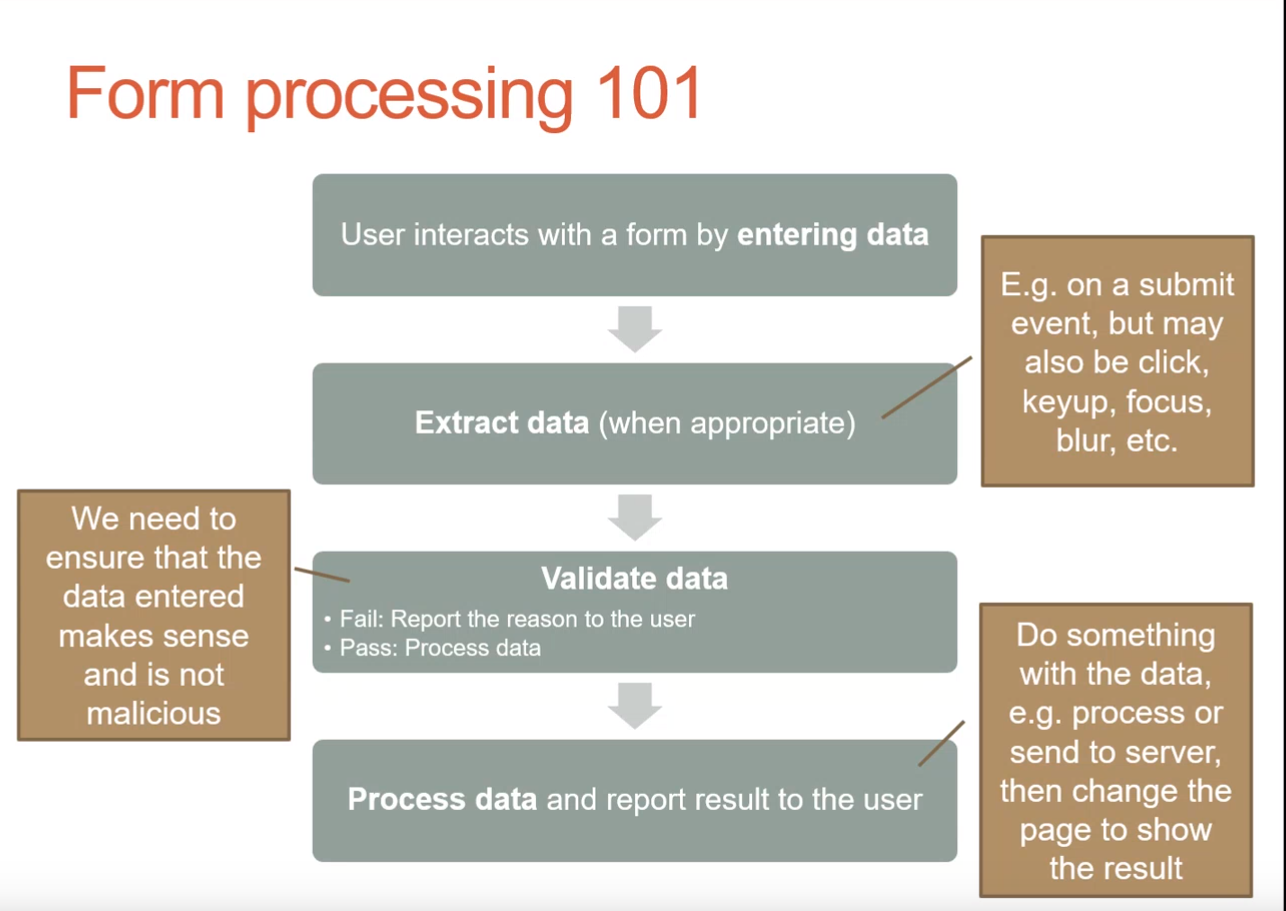 Form processing 101
User interacts with a form by entering data
E.g. on a submit
event, but may
also be click,
keyup, focus,
blur, etc.
Extract data (when appropriate)
We need to
ensure that the
data entered
makes sense
and is not
malicious
Validate data
• Fail: Report the reason to the user
• Pass: Process data
Do something
with the data,
e.g. process or
send to server,
then change the
page to show
the result
Process data and report result to the user